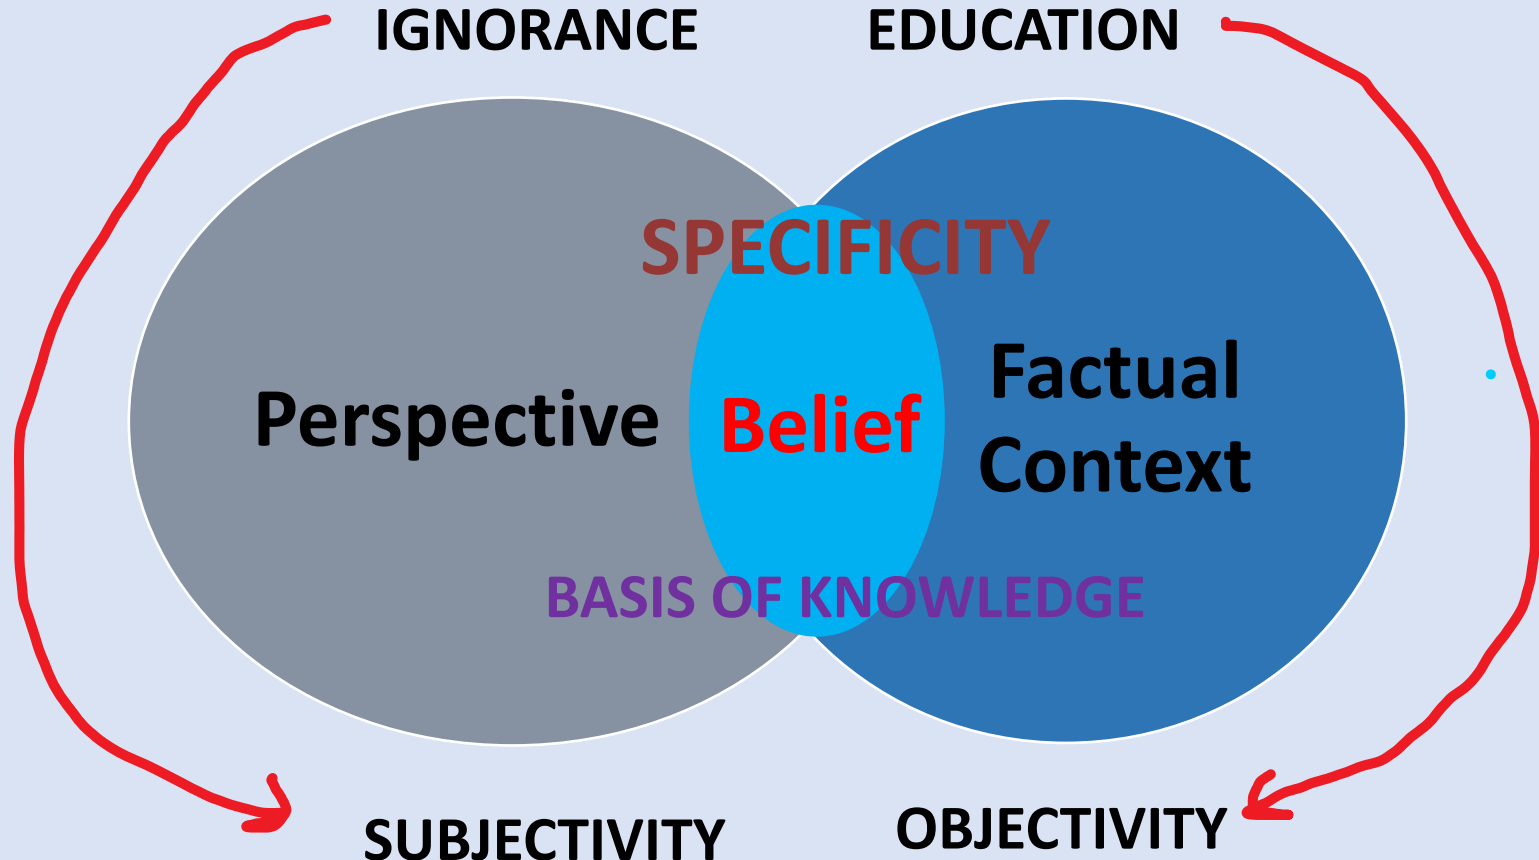 IGNORANCE
EDUCATION
SPECIFICITY
Perspective
Belief
Factual
Context
BASIS OF KNOWLEDGE
SUBJECTIVITY
OBJECTIVITY